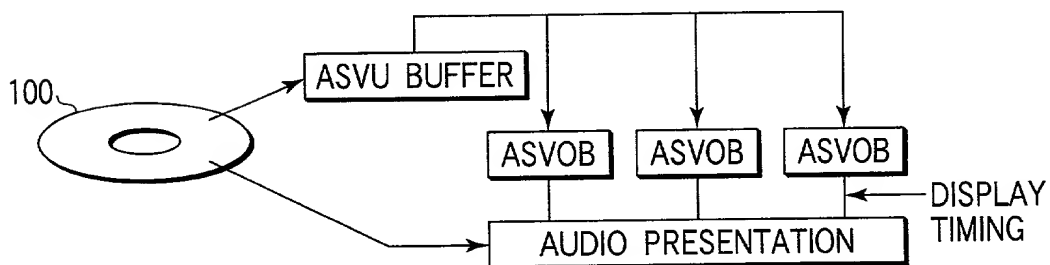 100
ASVU BUFFER
ASVOB
ASVOB
ASVOB
DISPLAY
TIMING
AUDIO PRESENTATION